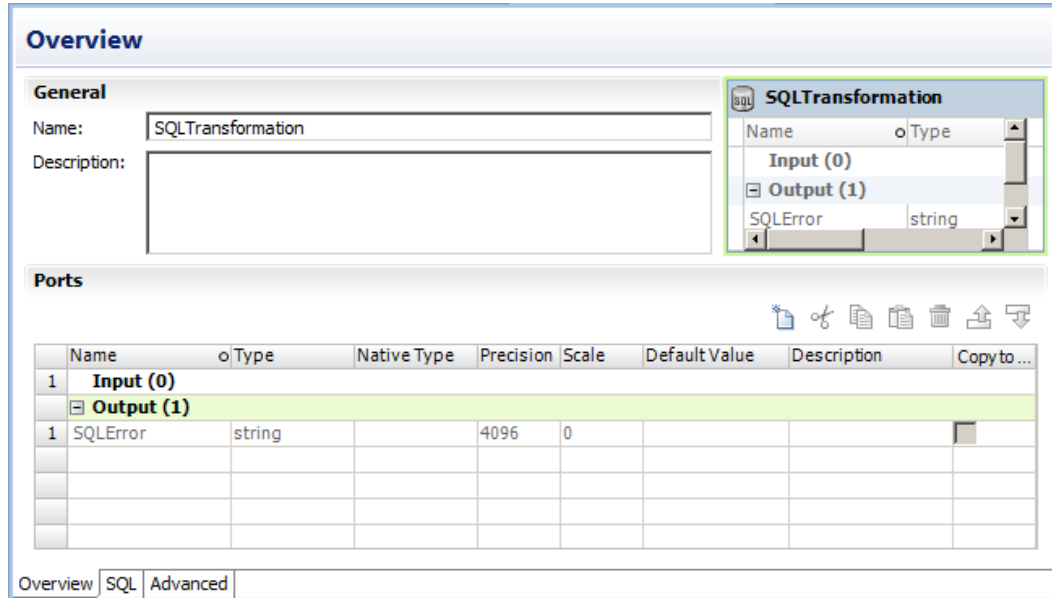 Overview
General
Name: SQLTransformation
Description:
SQL SQLTransformation
Name Type
Input (0)
Output (1)
SQLError string
Ports
Name Type Native Type Precision Scale Default Value Description Copy to ...
1 Input (0)
Output (1)
1 SQLError string 4096 0
Overview SQL Advanced